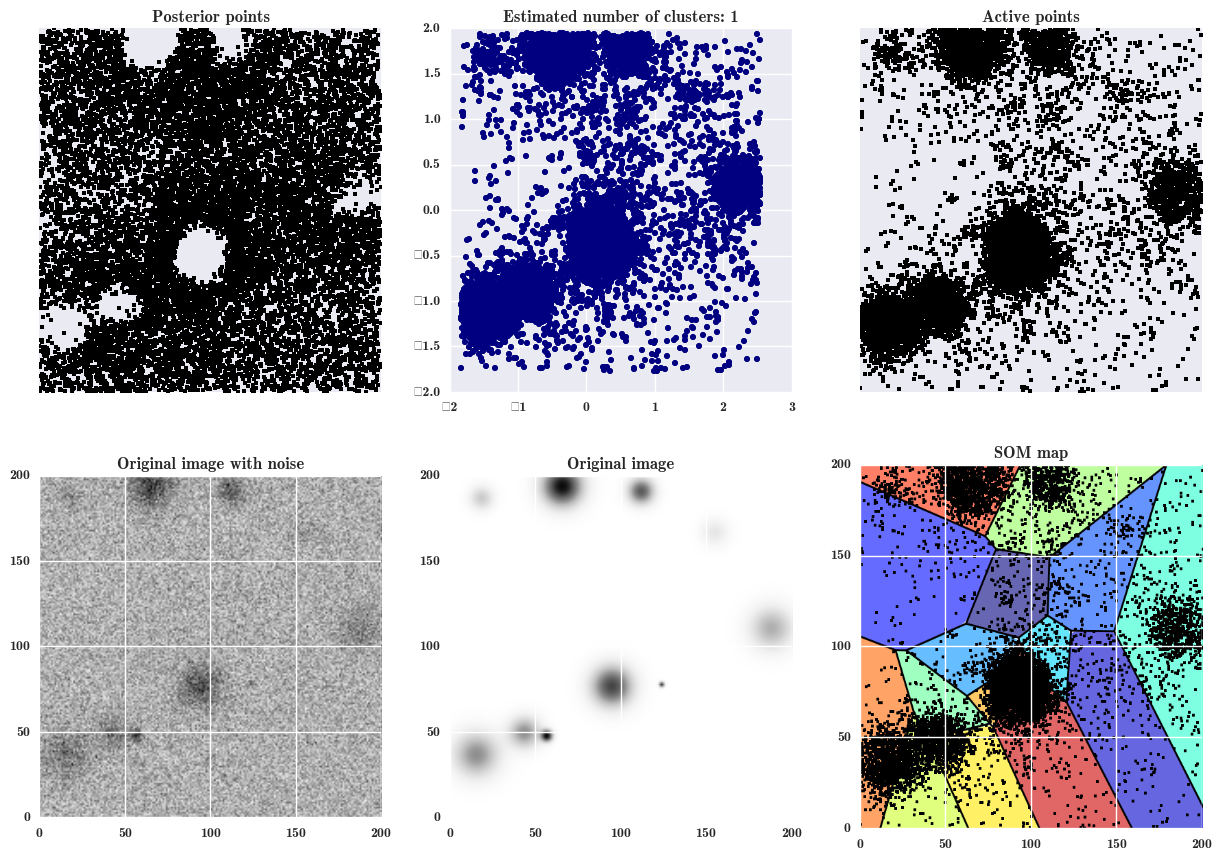 Posterior points
Estimated number of clusters: 1
Active points
2.0
1.5
1.0
0.5
0.0
□0.5
□1.0
□1.5
□2.0
□2 □1 0 1 2 3
Original image with noise
Original image
SOM map
200
150
100
50
0
0 50 100 150 200
200
150
100
50
0
0 50 100 150 200
200
150
100
50
0
0 50 100 150 200